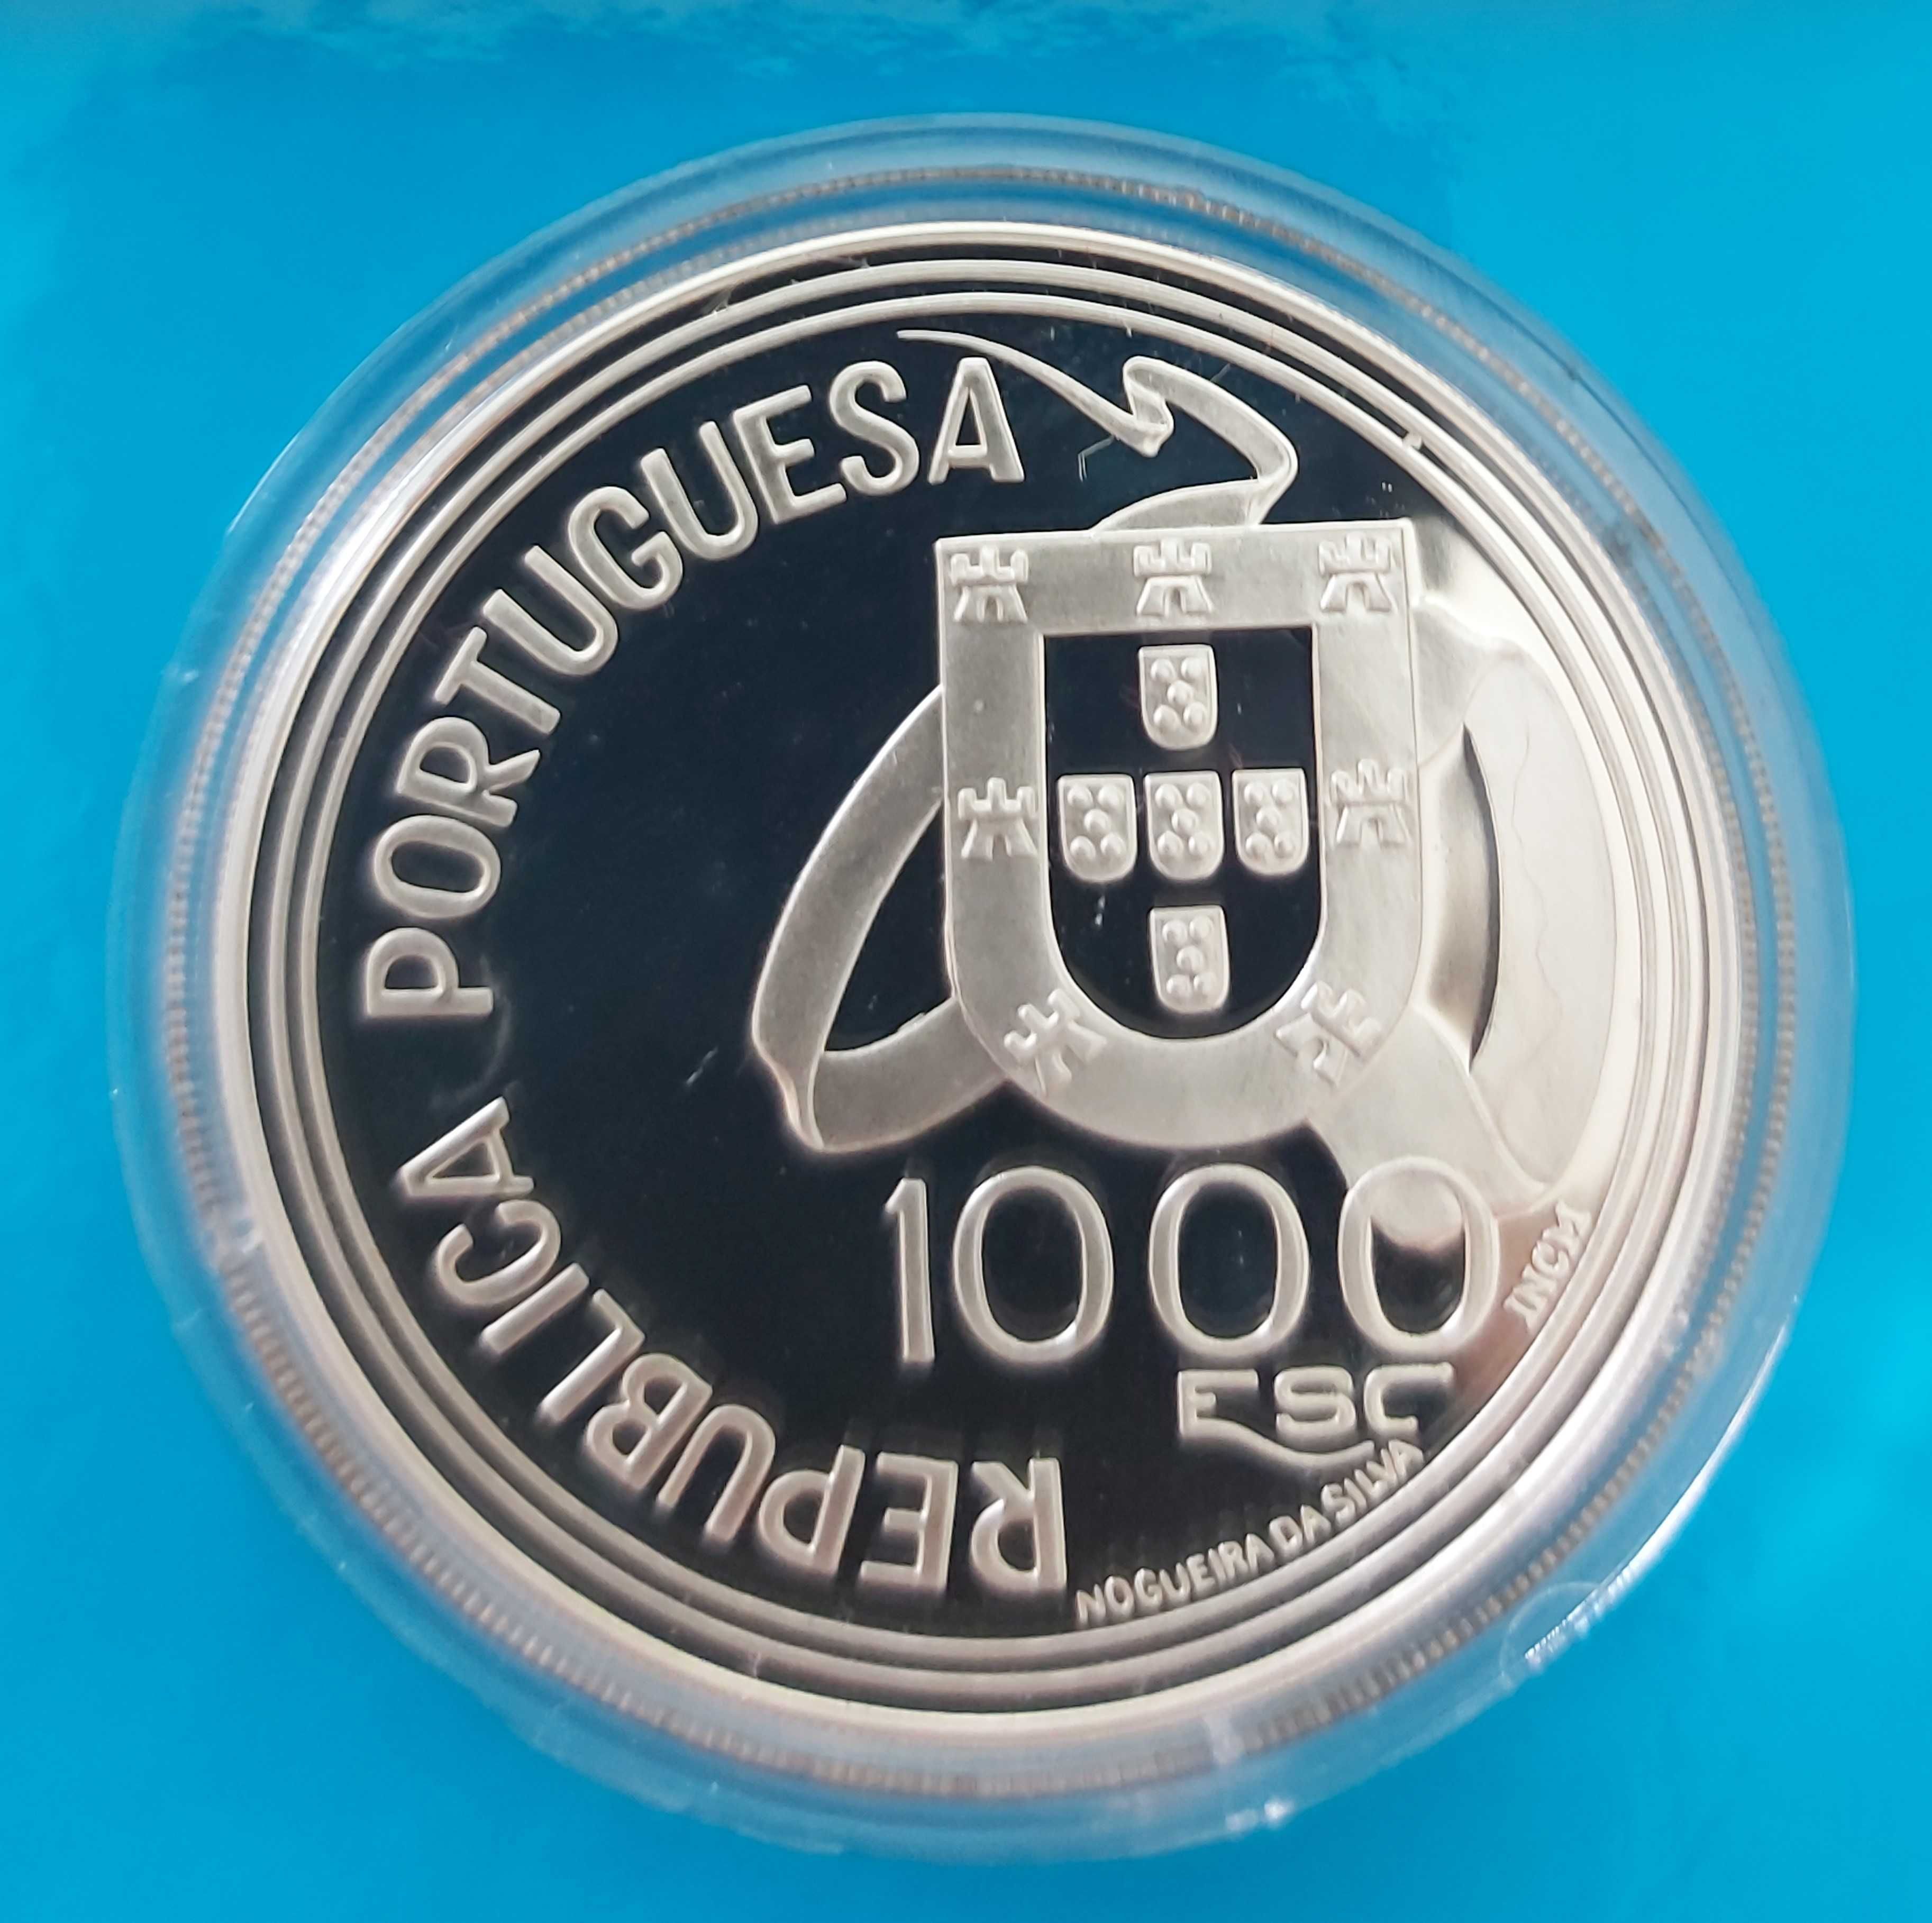 REPUBLICA PORTUGUESA
1000
ESC
INCM
NOGUEIRA DA SILVA